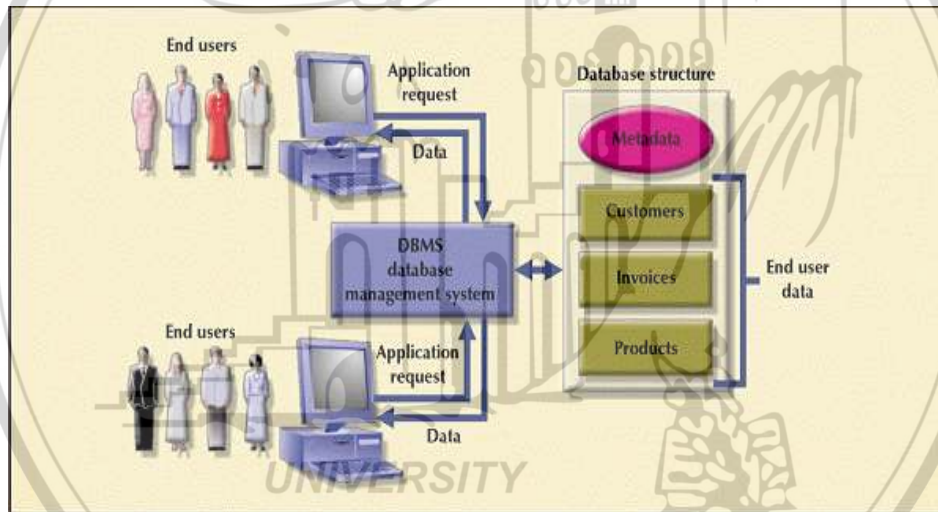 End users
Application
request
Data
Database structure
Metadata
Customers
Invoices
Products
End user
data
DBMS
database
management system
End users
Application
request
Data
UNIVERSITY